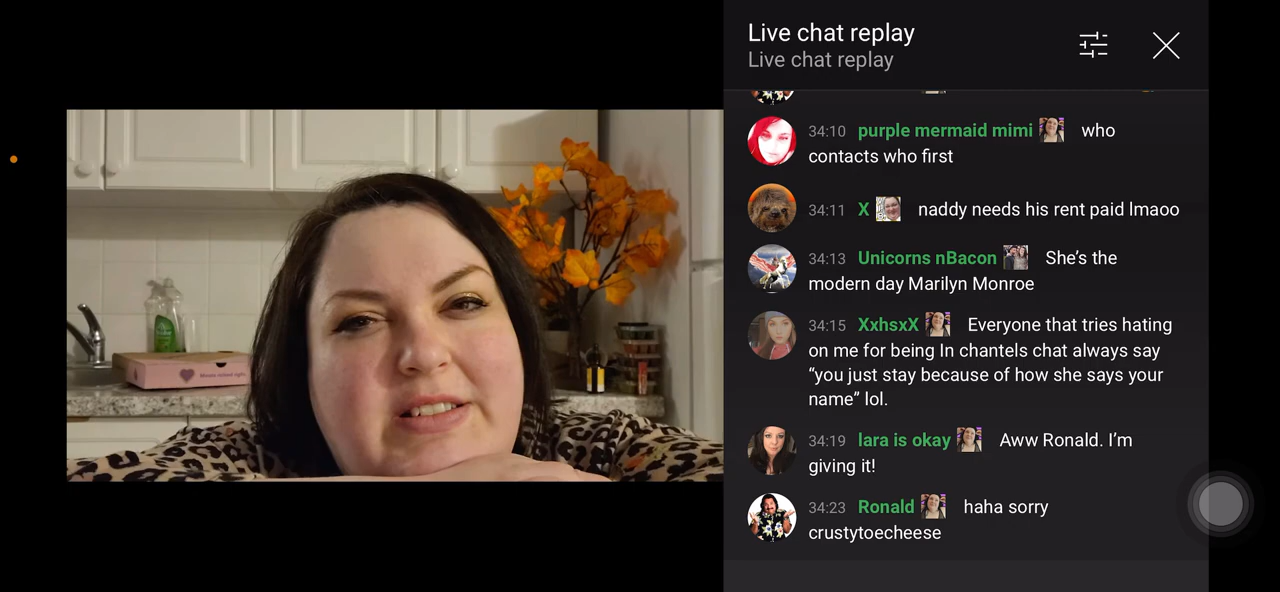 Live chat replay
Live chat replay
34:10 purple mermaid mimi who
contacts who first
34:11 X naddy needs his rent paid lmaoo
34:13 Unicorns nBacon She's the
modern day Marilyn Monroe
34:15 XxhsxX Everyone that tries hating
on me for being In chantels chat always say
“you just stay because of how she says your
name” lol.
34:19 lara is okay Aww Ronald. I'm
giving it!
34:23 Ronald haha sorry
crustytoecheese